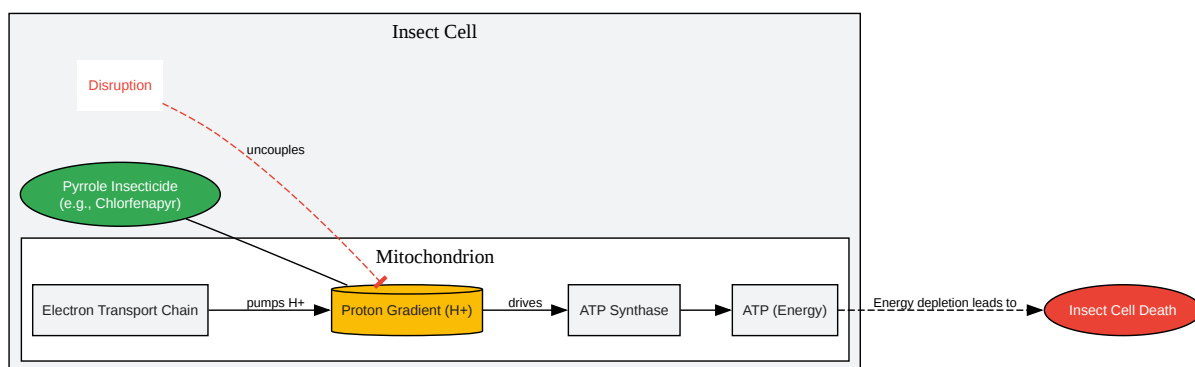 Insect Cell
Disruption
uncouples
Pyrrole Insecticide
(e.g., Chlorfenapyr)
Mitochondrion
Electron Transport Chain
pumps H+
Proton Gradient (H+)
drives
ATP Synthase
ATP (Energy)
Energy depletion leads to
Insect Cell Death